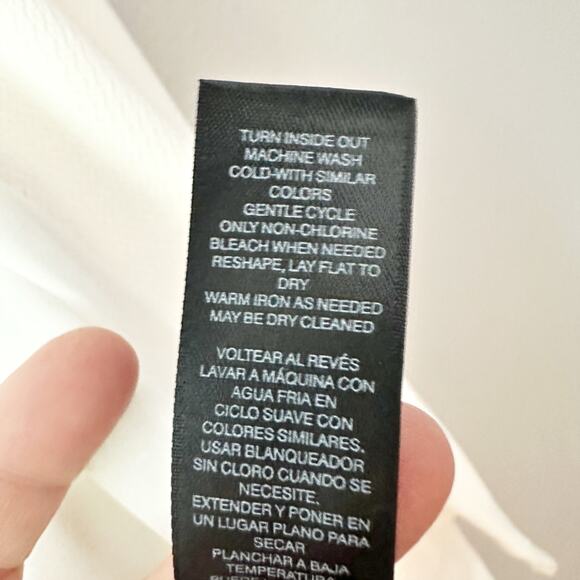 TURN INSIDE OUT
MACHINE WASH
COLD-WITH SIMILAR
COLORS
GENTLE CYCLE
ONLY NON-CHLORINE
BLEACH WHEN NEEDED
RESHAPE, LAY FLAT TO
DRY
WARM IRON AS NEEDED
MAY BE DRY CLEANED
VOLTEAR AL REVÉS
LAVAR A MÁQUINA CON
AGUA FRIA EN
CICLO SUAVE CON
COLORES SIMILARES.
USAR BLANQUEADOR
SIN CLORO CUANDO SE
NECESITE.
EXTENDER Y PONER EN
UN LUGAR PLANO PARA
SECAR
PLANCHAR A BAJA
TEMPERATURA